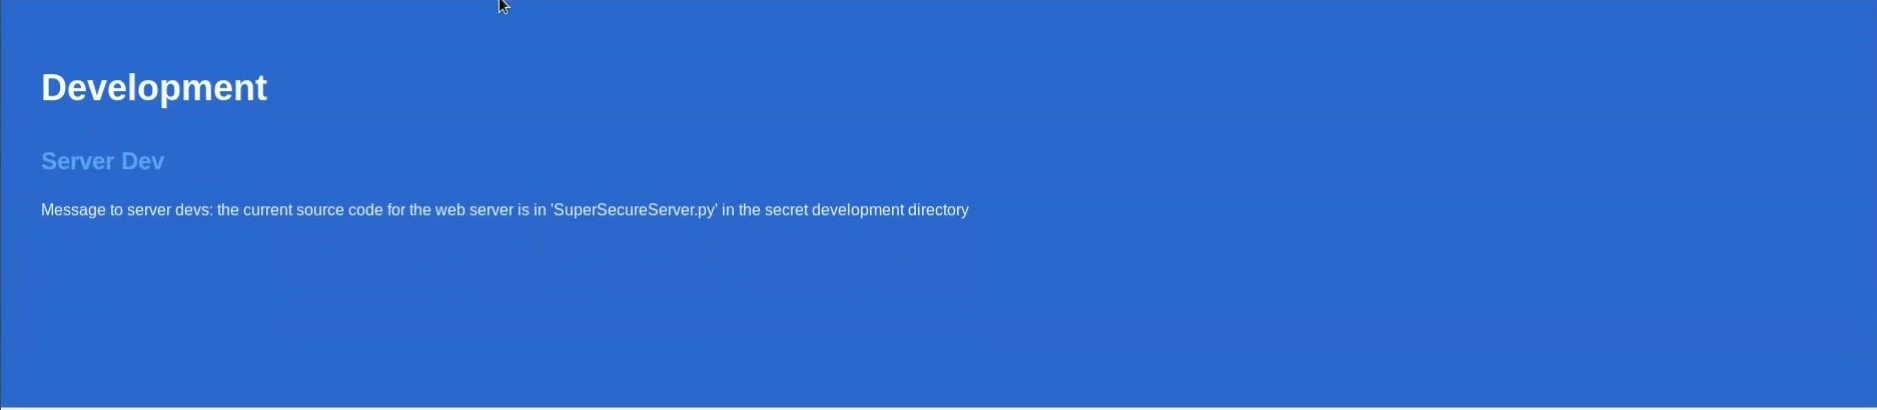 Development
Server Dev
Message to server devs: the current source code for the web server is in 'SuperSecureServer.py' in the secret development directory